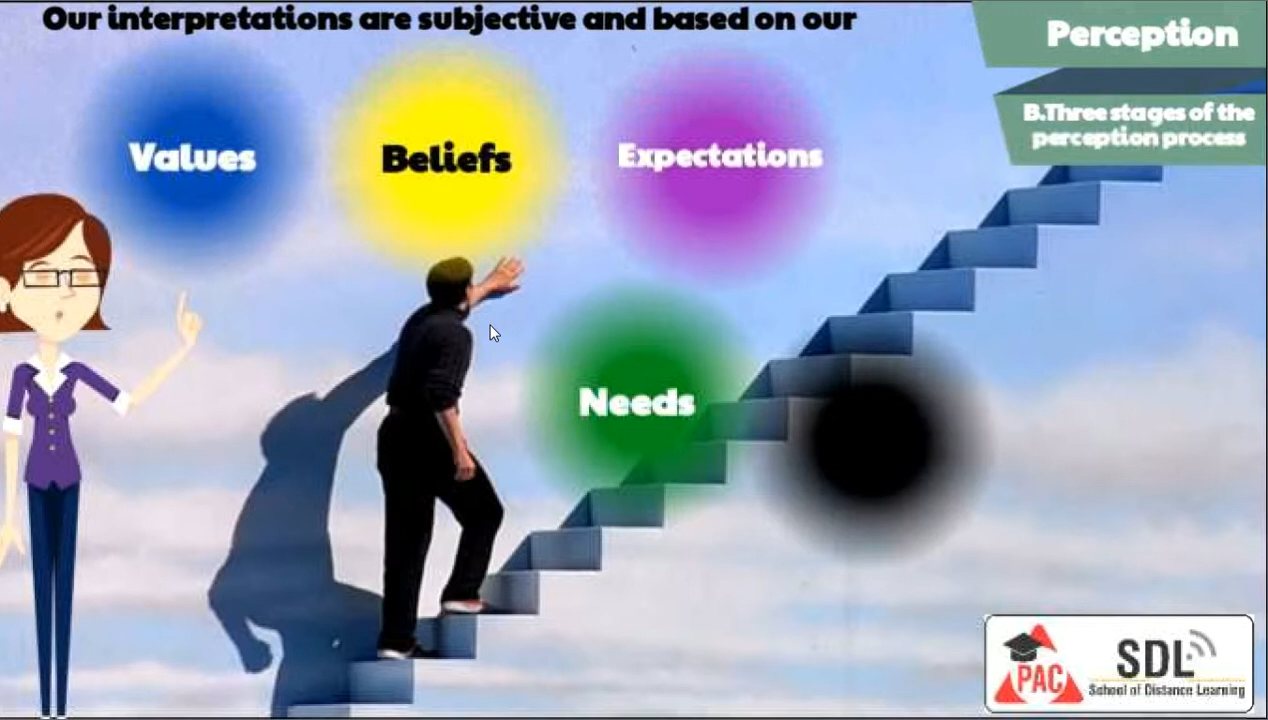 Our interpretations are subjective and based on our
Perception
B.Three stages of the
perception process
Values
Beliefs
Expectations
Needs
PAC
SDL
School of Distance Learning